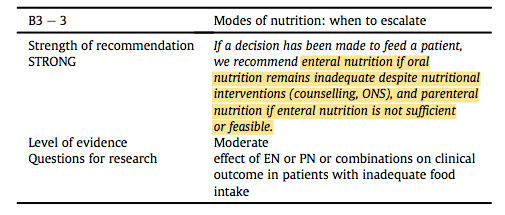 B3 – 3 Modes of nutrition: when to escalate
Strength of recommendation If a decision has been made to feed a patient,
STRONG we recommend enteral nutrition if oral
nutrition remains inadequate despite nutritional
interventions (counselling, ONS), and parenteral
nutrition if enteral nutrition is not sufficient
or feasible.
Level of evidence Moderate
Questions for research effect of EN or PN or combinations on clinical
outcome in patients with inadequate food
intake